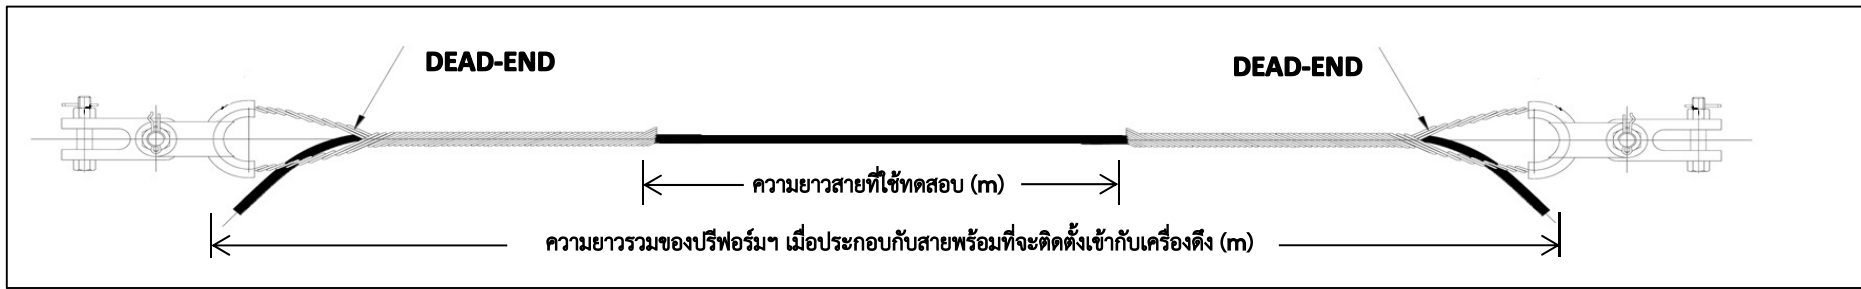 DEAD-END
DEAD-END
ความยาวสายที่ใช้ทดสอบ (m)
ความยาวรวมของปรีฟอร์มฯ เมื่อประกอบกับสายพร้อมที่จะติดตั้งเข้ากับเครื่องดึง (m)